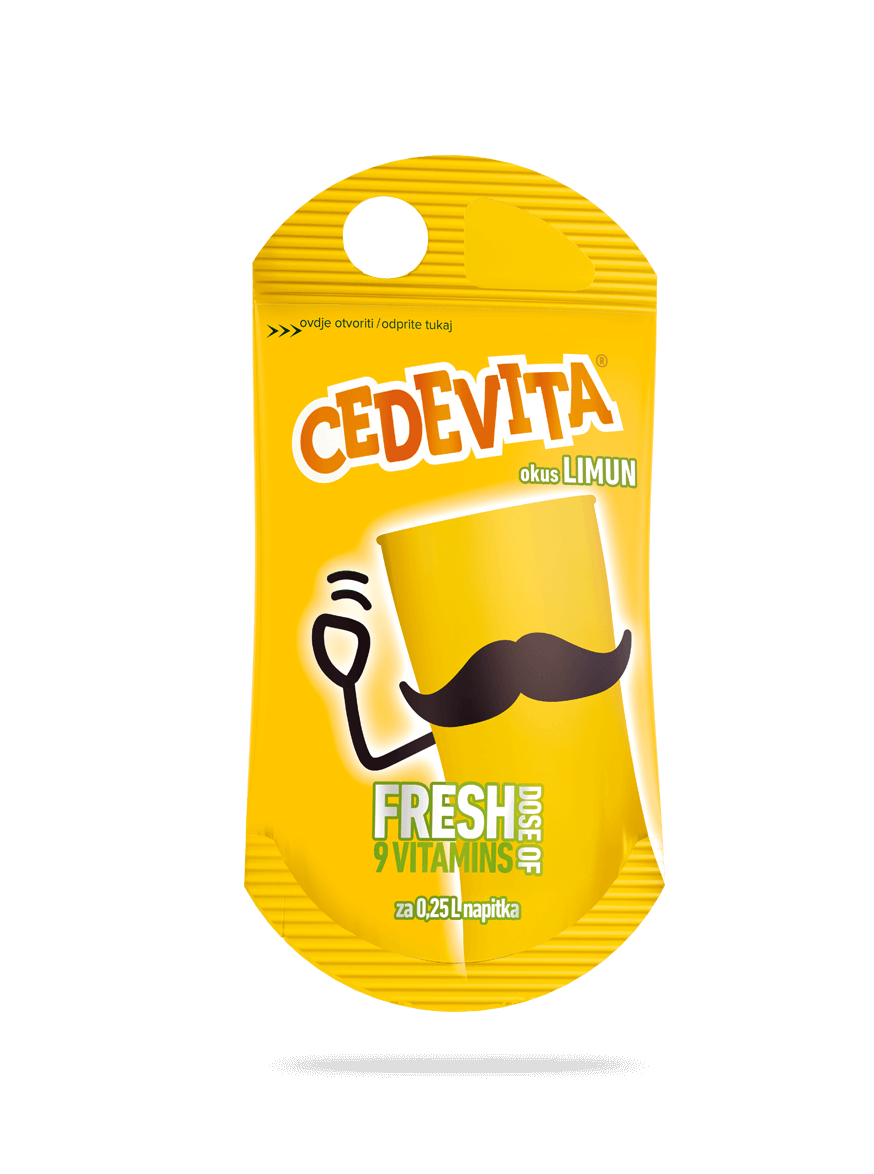 ovdje otvoriti / odprite tukaj
CEDEVITA®
okus LIMUN
FRESH DOSE OF
9 VITAMINS
za 0,25 L napitka